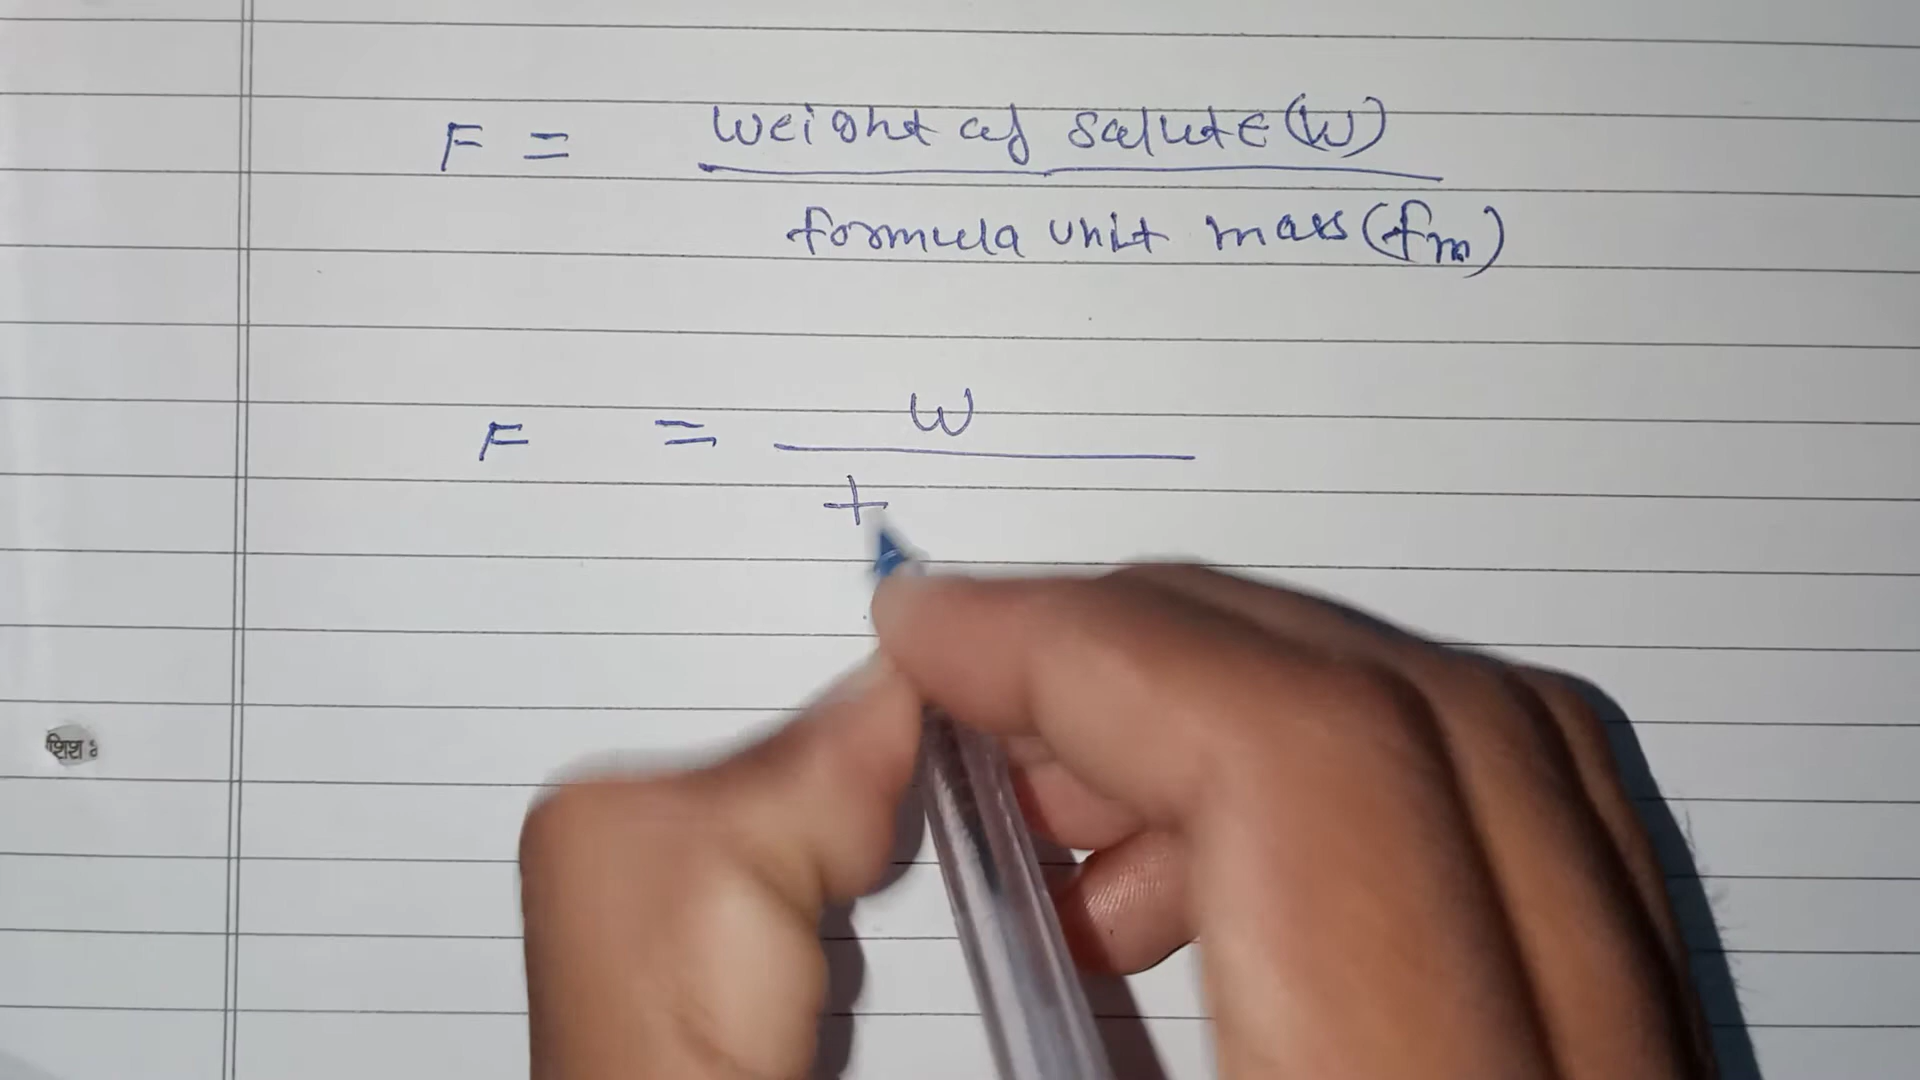 F = weight of solute (W)
formula unit mass (fm)
F = W
+
शिक्षा :